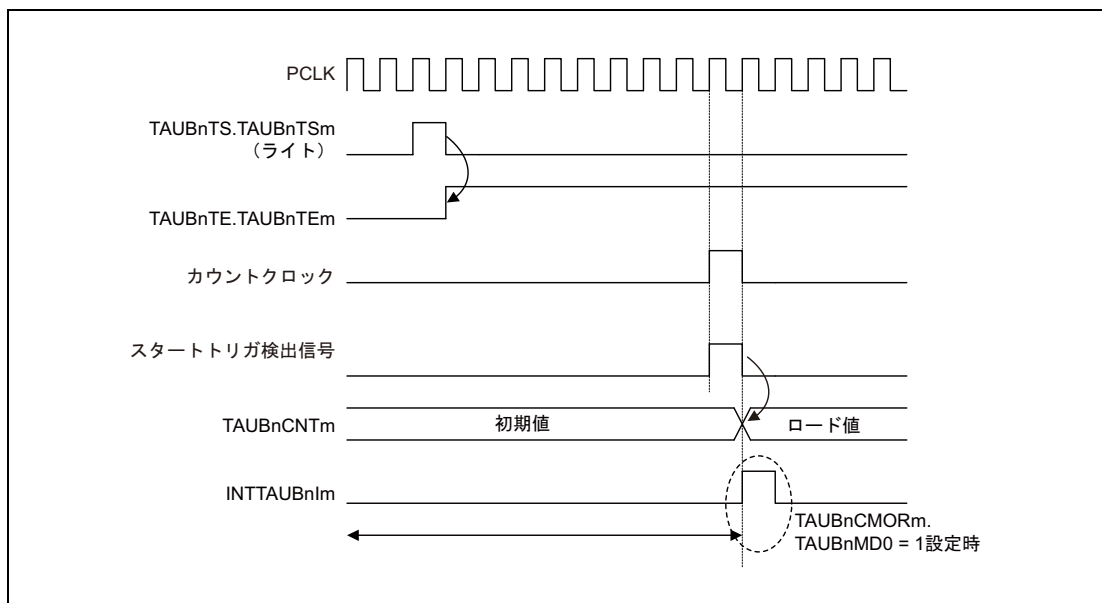 PCLK
TAUBnTS.TAUBnTSm
（ライト）
TAUBnTE.TAUBnTEm
カウントクロック
スタートトリガ検出信号
TAUBnCNTm
初期値
ロード値
INTTAUBnIm
TAUBnCMORm.
TAUBnMD0 = 1設定時